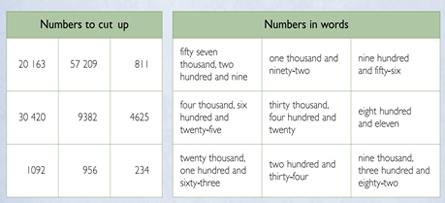 Numbers to cut up
20 163 57 209 811
30 420 9382 4625
1092 956 234
Numbers in words
fifty seven
thousand, two
hundred and nine
one thousand and
ninety-two
nine hundred
and fifty-six
four thousand, six
hundred and
twenty-five
thirty thousand,
four hundred and
twenty
eight hundred
and eleven
twenty thousand,
one hundred and
sixty-three
two hundred and
thirty-four
nine thousand,
three hundred and
eighty-two